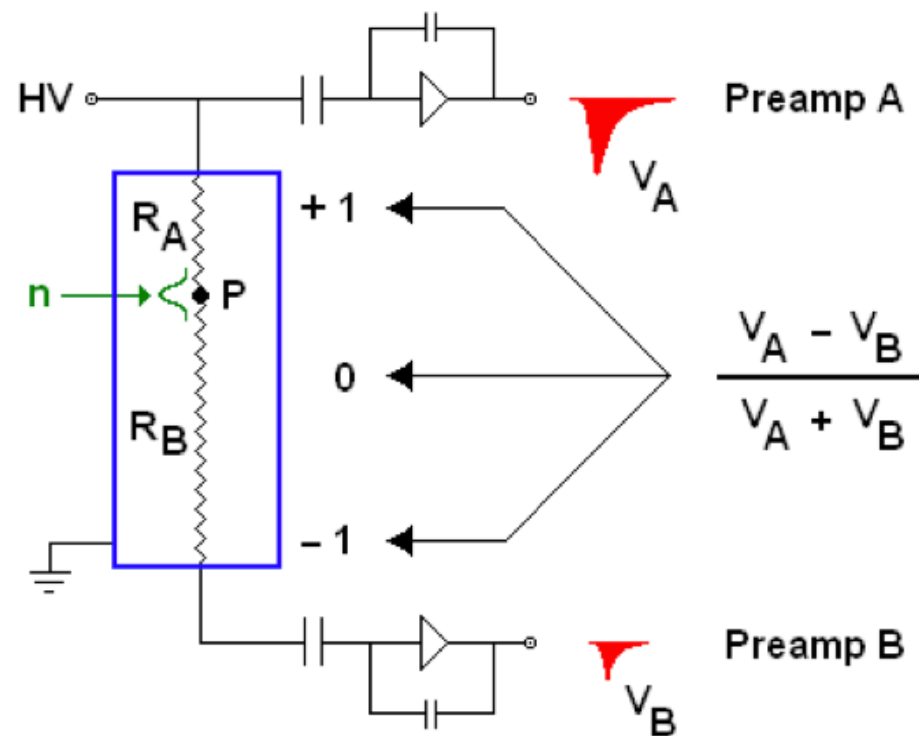 HV
Preamp A
V_A
R_A
+ 1
n
P
0
V_A - V_B
V_A + V_B
R_B
- 1
Preamp B
V_B